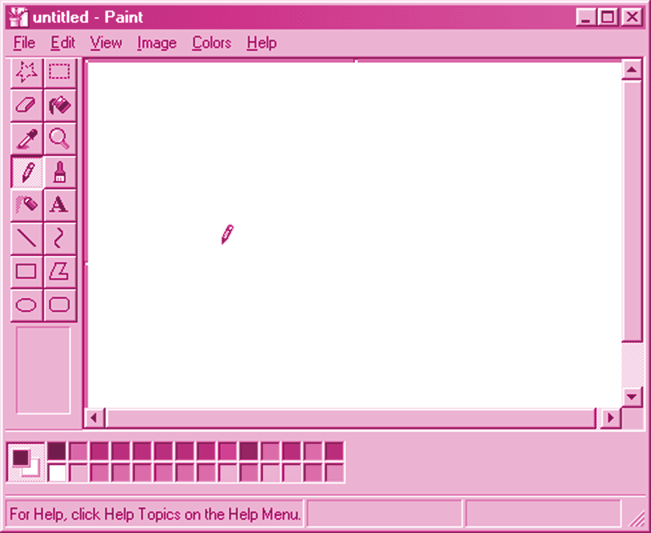 untitled - Paint
File Edit View Image Colors Help
A
For Help, click Help Topics on the Help Menu.